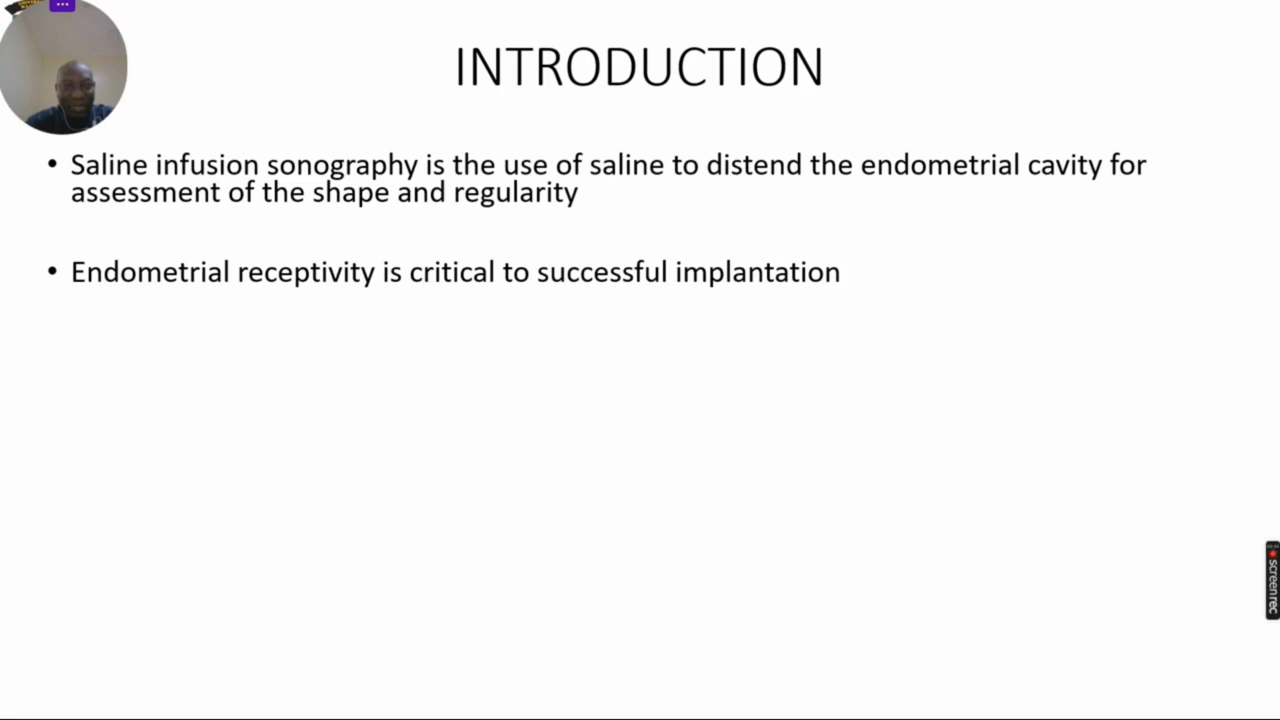 INTRODUCTION
• Saline infusion sonography is the use of saline to distend the endometrial cavity for
assessment of the shape and regularity
• Endometrial receptivity is critical to successful implantation
screenrec